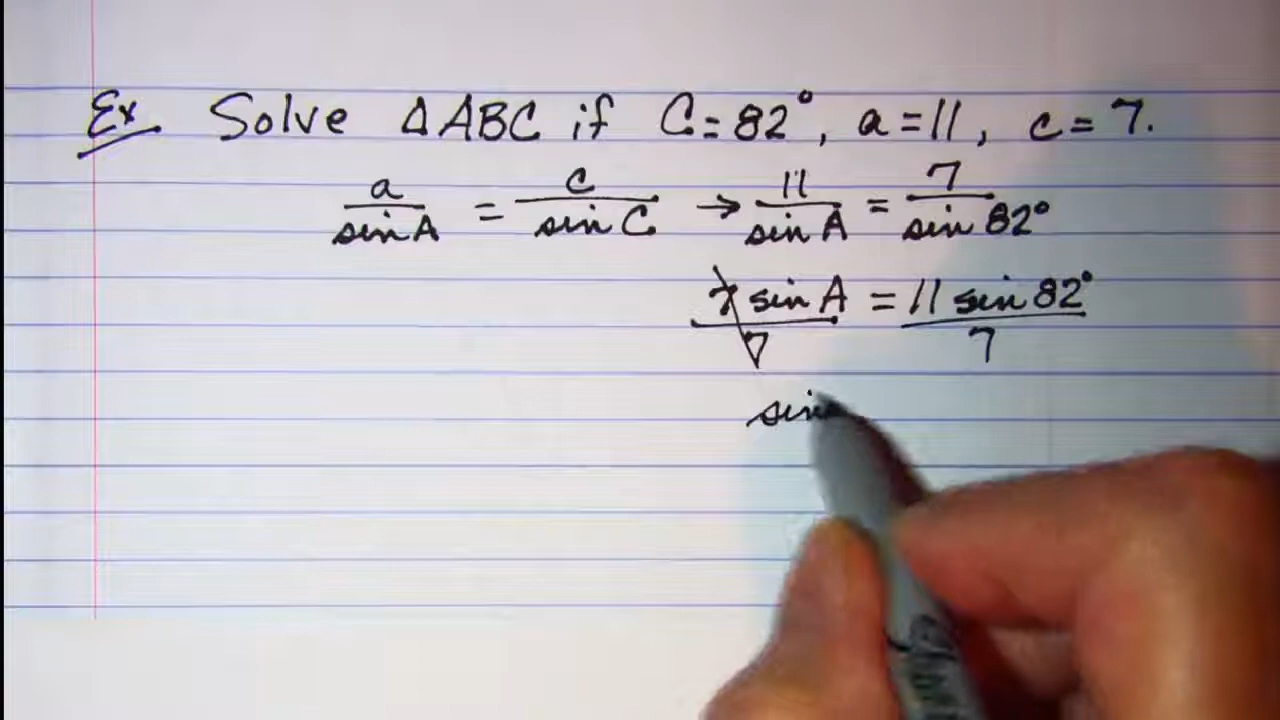 Ex Solve ΔABC if C=82°, a=11, c=7.
a/sin A = c/sin C → 11/sin A = 7/sin 82°
7 sin A/7 = 11 sin 82°/7
sin